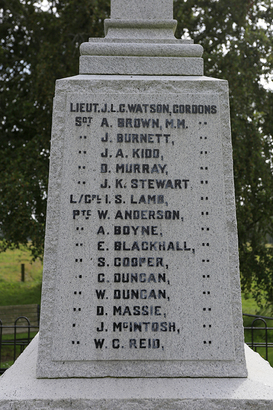 LIEUT. J.L.C. WATSON, GORDONS
SGT A. BROWN, M.M. "
" J. BURNETT, "
" J. A. KIDD, "
" D. MURRAY, "
" J. K. STEWART "
L/CPL I. S. LAMB, "
PTE W. ANDERSON, "
" A. BOYNE, "
" E. BLACKHALL, "
" S. COOPER, "
" C. DUNCAN, "
" W. DUNCAN, "
" D. MASSIE, "
" J. MCINTOSH, "
" W. C. REID, "